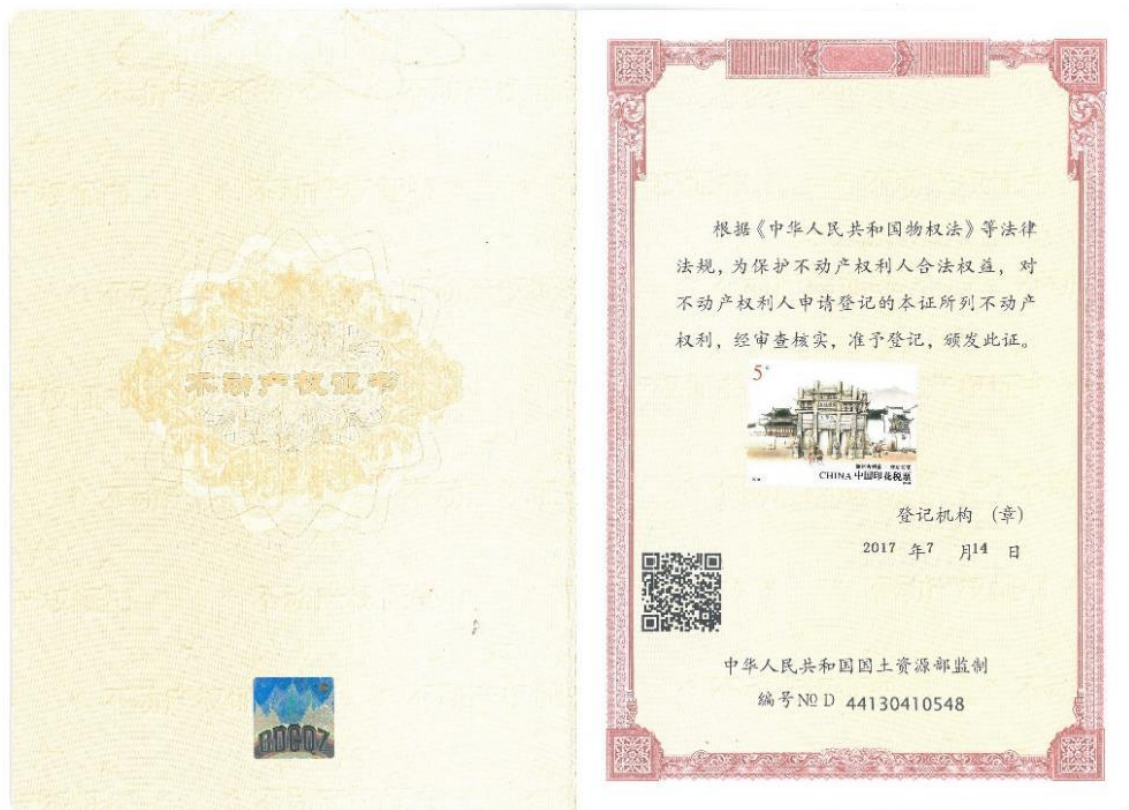 不动产权证书
BDCQZ
根据《中华人民共和国物权法》等法律
法规，为保护不动产权利人合法权益，对
不动产权利人申请登记的本证所列不动产
权利，经审查核实，准予登记，颁发此证。
5
CHINA 中国印花税票
登记机构 （章）
2017 年7 月14 日
中华人民共和国国土资源部监制
编号№ D 44130410548